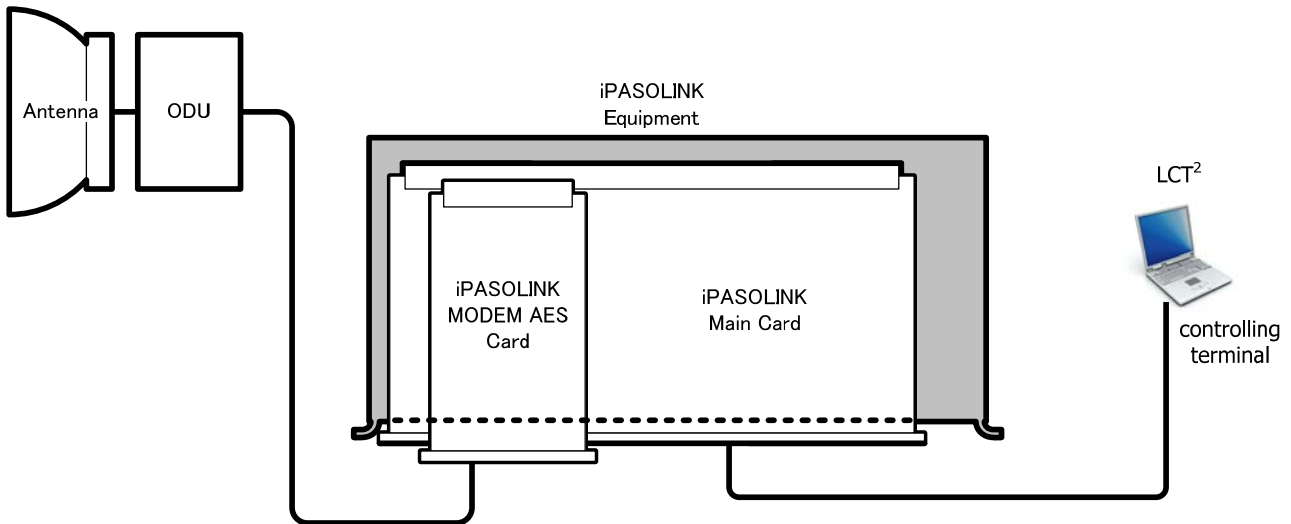 Antenna
ODU
iPASOLINK
Equipment
iPASOLINK
MODEM AES
Card
iPASOLINK
Main Card
LCT²
controlling
terminal